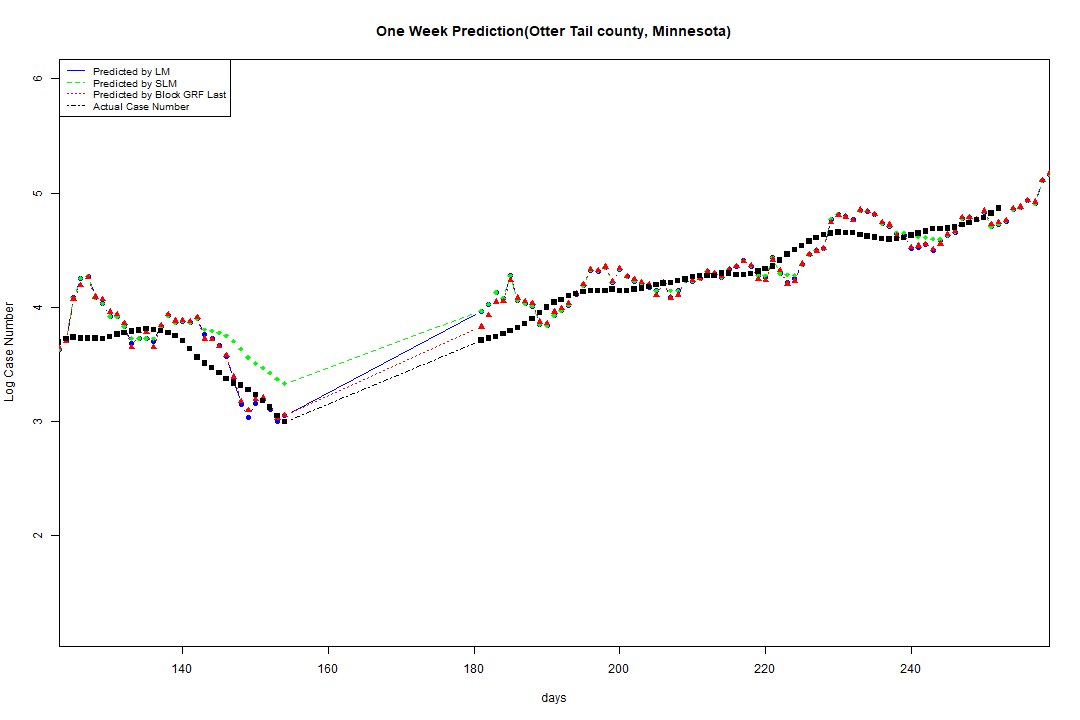 One Week Prediction(Otter Tail county, Minnesota)
Predicted by LM
Predicted by SLM
Predicted by Block GRF Last
Actual Case Number
6
5
4
3
2
Log Case Number
140 160 180 200 220 240
days